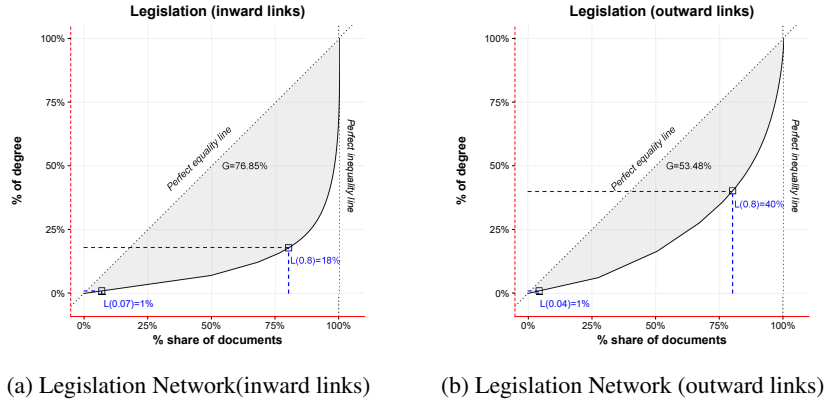 Legislation (inward links)
100%
75%
50%
25%
0%
% of degree
Perfect equality line
G=76.85%
Perfect inequality line
L(0.8)=18%
L(0.07)=1%
0%
25%
50%
75%
100%
% share of documents
(a) Legislation Network(inward links)
Legislation (outward links)
100%
75%
50%
25%
0%
% of degree
Perfect equality line
G=53.48%
Perfect inequality line
L(0.8)=40%
L(0.04)=1%
0%
25%
50%
75%
100%
% share of documents
(b) Legislation Network (outward links)